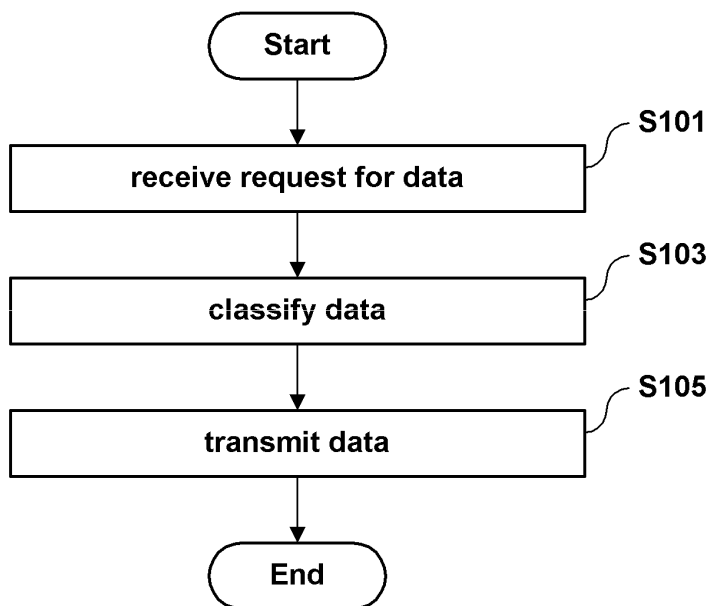 Start
S101
receive request for data
S103
classify data
S105
transmit data
End